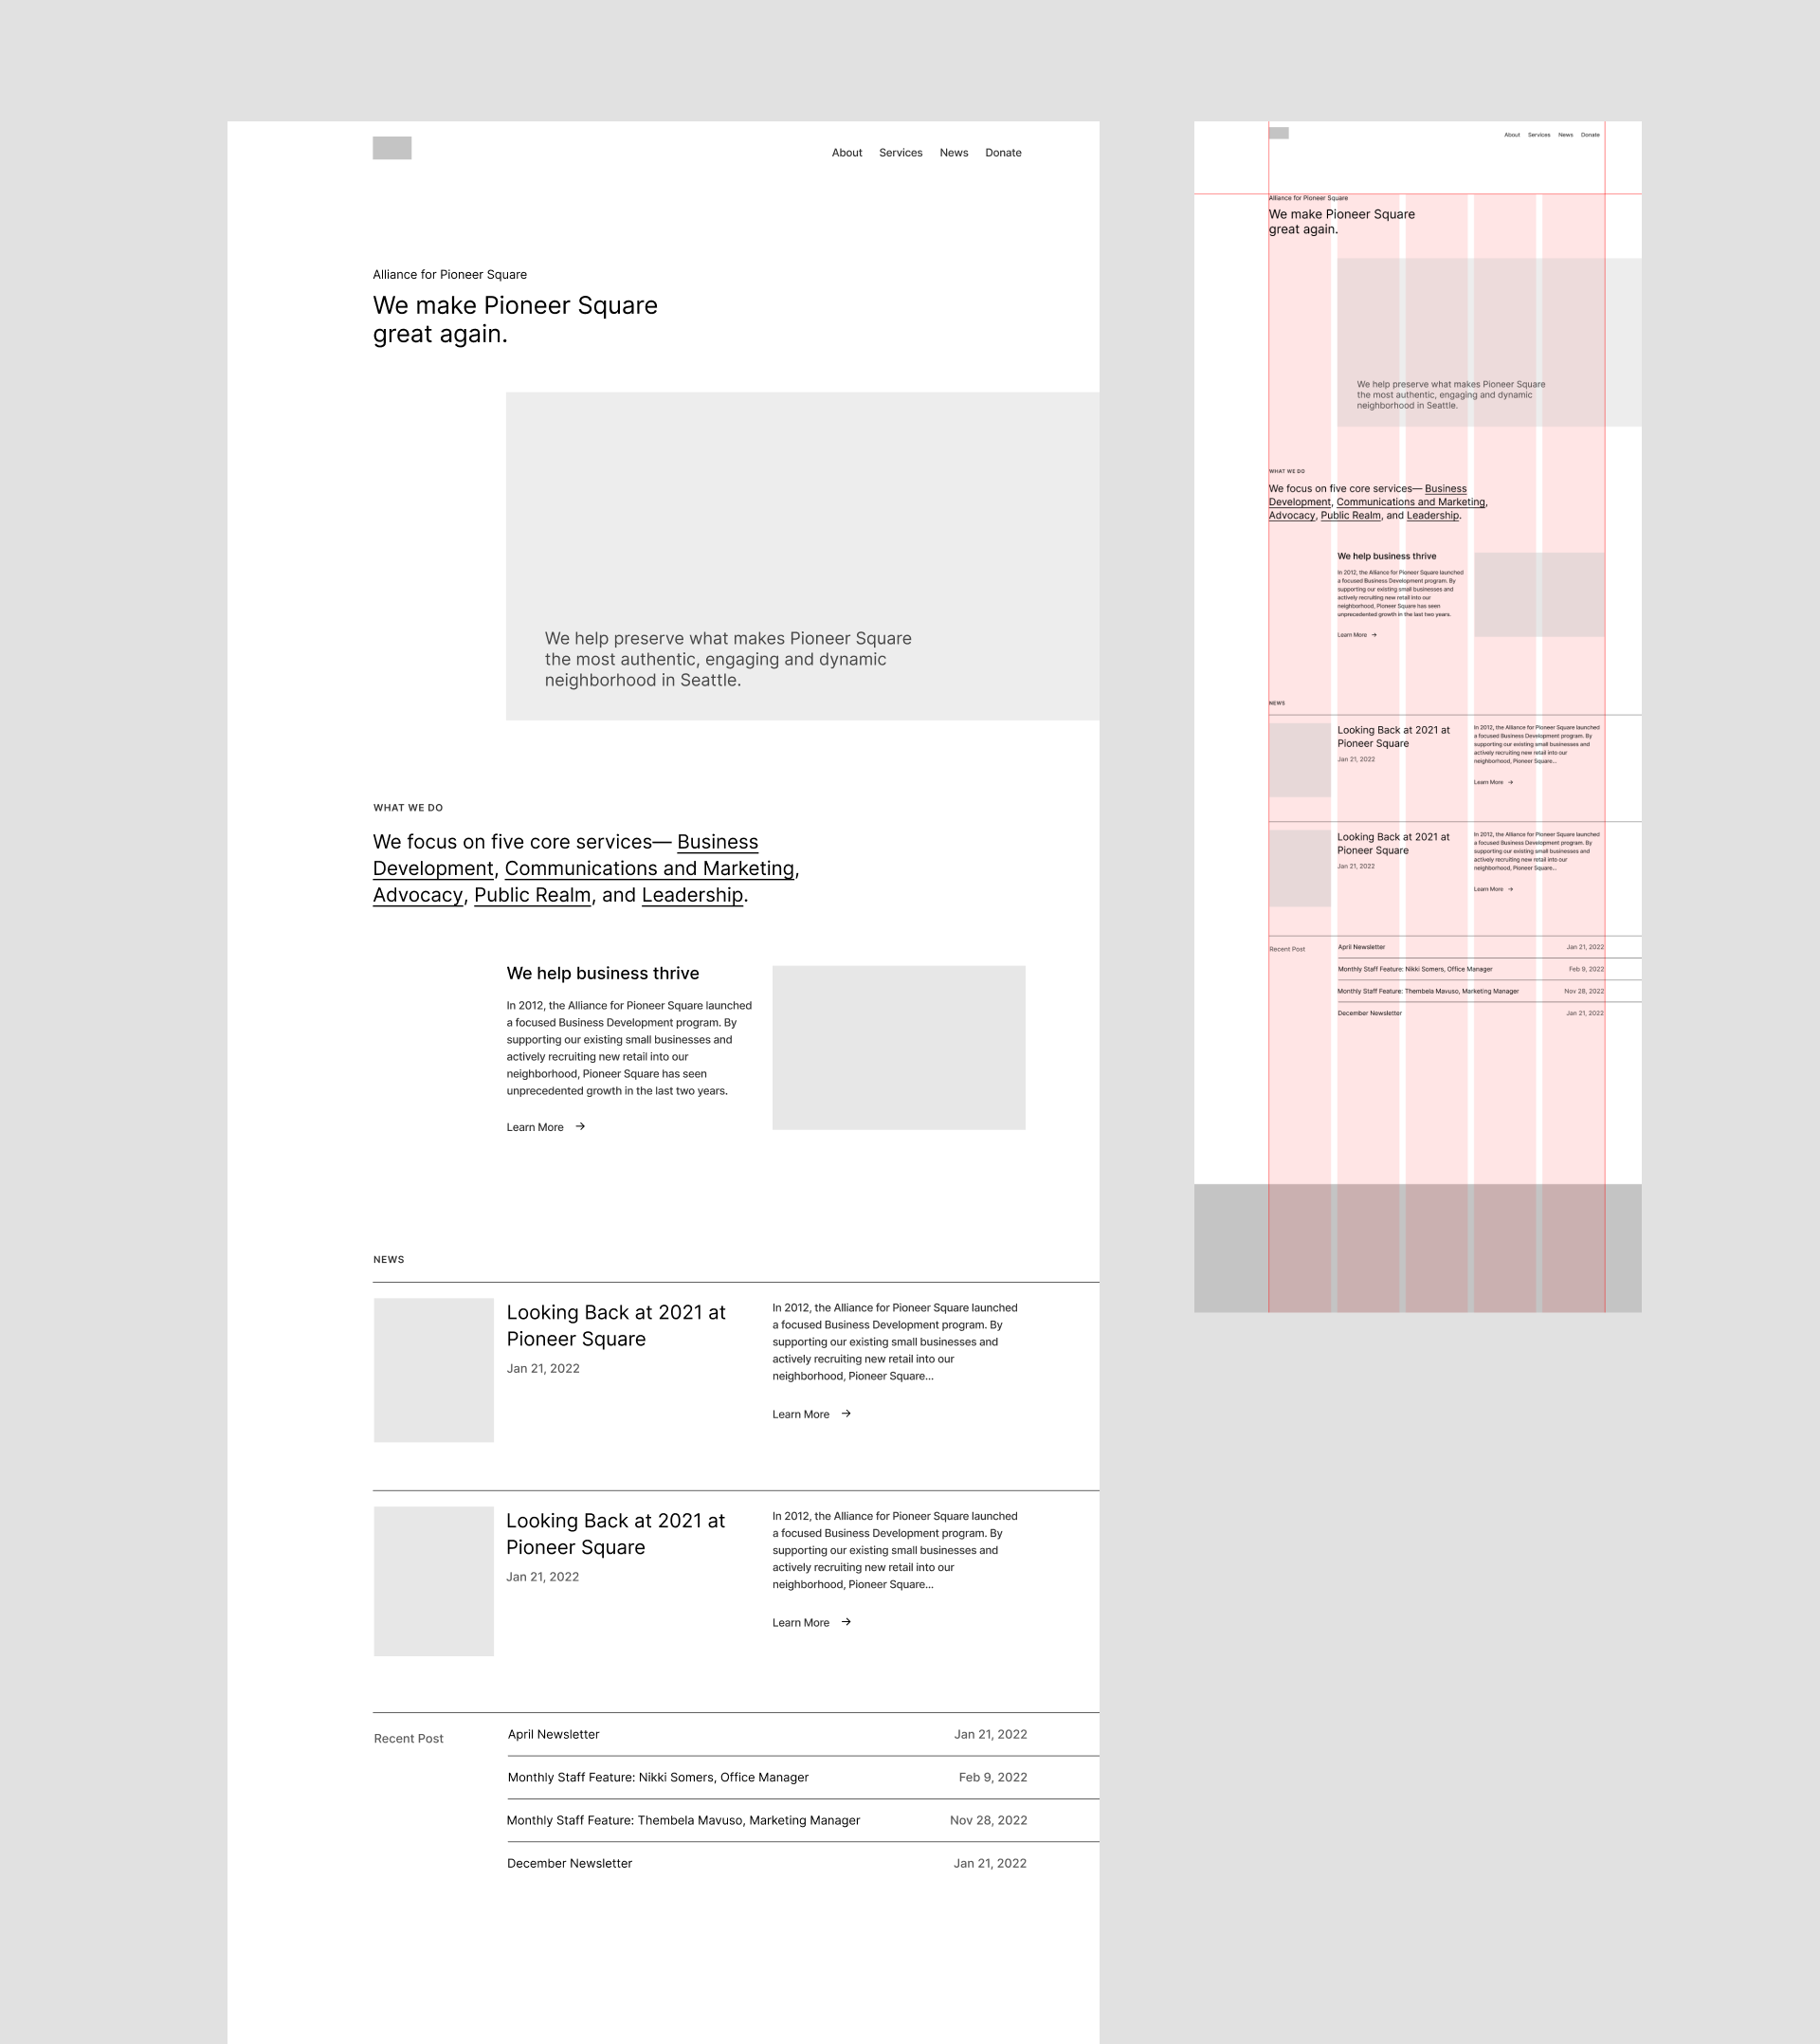 About Services News Donate
Alliance for Pioneer Square
We make Pioneer Square
great again.
We help preserve what makes Pioneer Square
the most authentic, engaging and dynamic
neighborhood in Seattle.
WHAT WE DO
We focus on five core services— Business
Development, Communications and Marketing,
Advocacy, Public Realm, and Leadership.
We help business thrive
In 2012, the Alliance for Pioneer Square launched
a focused Business Development program. By
supporting our existing small businesses and
actively recruiting new retail into our
neighborhood, Pioneer Square has seen
unprecedented growth in the last two years.
Learn More →
NEWS
Looking Back at 2021 at
Pioneer Square
Jan 21, 2022
In 2012, the Alliance for Pioneer Square launched
a focused Business Development program. By
supporting our existing small businesses and
actively recruiting new retail into our
neighborhood, Pioneer Square...
Learn More →
Looking Back at 2021 at
Pioneer Square
Jan 21, 2022
In 2012, the Alliance for Pioneer Square launched
a focused Business Development program. By
supporting our existing small businesses and
actively recruiting new retail into our
neighborhood, Pioneer Square...
Learn More →
Recent Post
April Newsletter Jan 21, 2022
Monthly Staff Feature: Nikki Somers, Office Manager Feb 9, 2022
Monthly Staff Feature: Thembela Mavuso, Marketing Manager Nov 28, 2022
December Newsletter Jan 21, 2022
About Services News Donate
Alliance for Pioneer Square
We make Pioneer Square
great again.
We help preserve what makes Pioneer Square
the most authentic, engaging and dynamic
neighborhood in Seattle.
WHAT WE DO
We focus on five core services— Business
Development, Communications and Marketing,
Advocacy, Public Realm, and Leadership.
We help business thrive
In 2012, the Alliance for Pioneer Square launched
a focused Business Development program. By
supporting our existing small businesses and
actively recruiting new retail into our
neighborhood, Pioneer Square has seen
unprecedented growth in the last two years.
Learn More →
NEWS
Looking Back at 2021 at
Pioneer Square
Jan 21, 2022
In 2012, the Alliance for Pioneer Square launched
a focused Business Development program. By
supporting our existing small businesses and
actively recruiting new retail into our
neighborhood, Pioneer Square...
Learn More →
Looking Back at 2021 at
Pioneer Square
Jan 21, 2022
In 2012, the Alliance for Pioneer Square launched
a focused Business Development program. By
supporting our existing small businesses and
actively recruiting new retail into our
neighborhood, Pioneer Square...
Learn More →
Recent Post
April Newsletter Jan 21, 2022
Monthly Staff Feature: Nikki Somers, Office Manager Feb 9, 2022
Monthly Staff Feature: Thembela Mavuso, Marketing Manager Nov 28, 2022
December Newsletter Jan 21, 2022